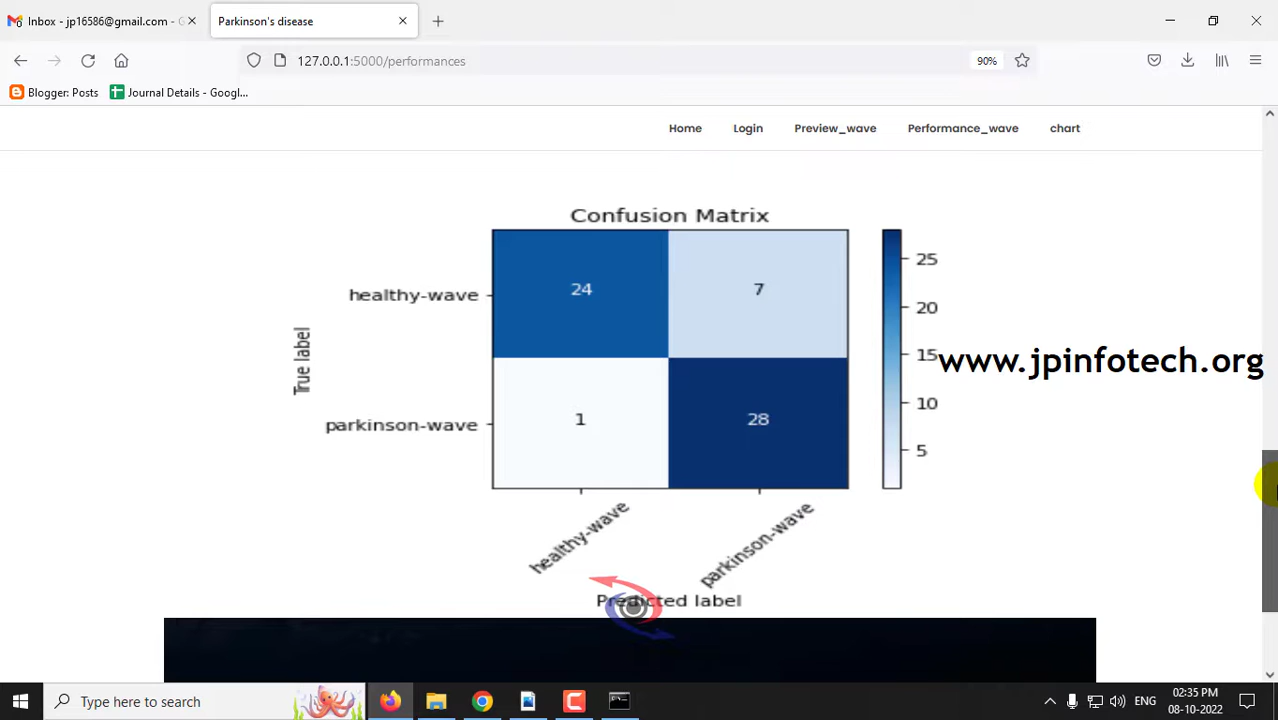 Inbox - jp16586@gmail.com - G
Parkinson's disease
127.0.0.1:5000/performances
90%
Blogger: Posts
Journal Details - Googl...
Home
Login
Preview_wave
Performance_wave
chart
Confusion Matrix
healthy-wave
24
7
25
20
True label
15
www.jpinfotech.org
10
parkinson-wave
1
28
5
healthy-wave
parkinson-wave
Predicted label
Type here to search
ENG
02:35 PM
08-10-2022